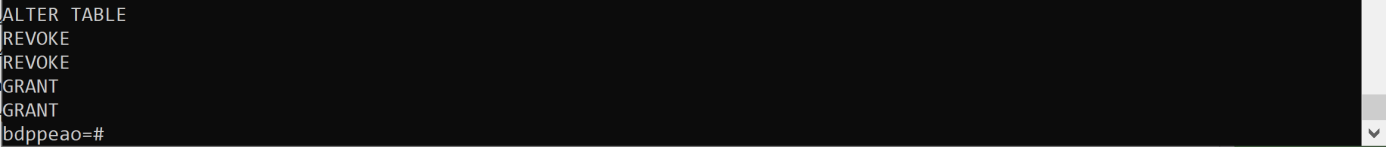 ALTER TABLE
REVOKE
REVOKE
GRANT
GRANT
bdppeao=#